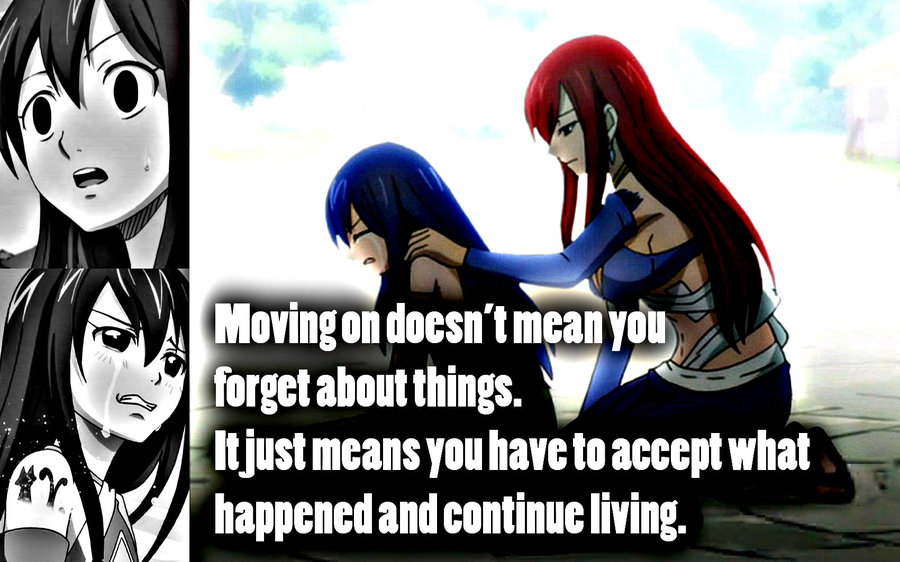 Moving on doesn't mean you
forget about things.
It just means you have to accept what
happened and continue living.